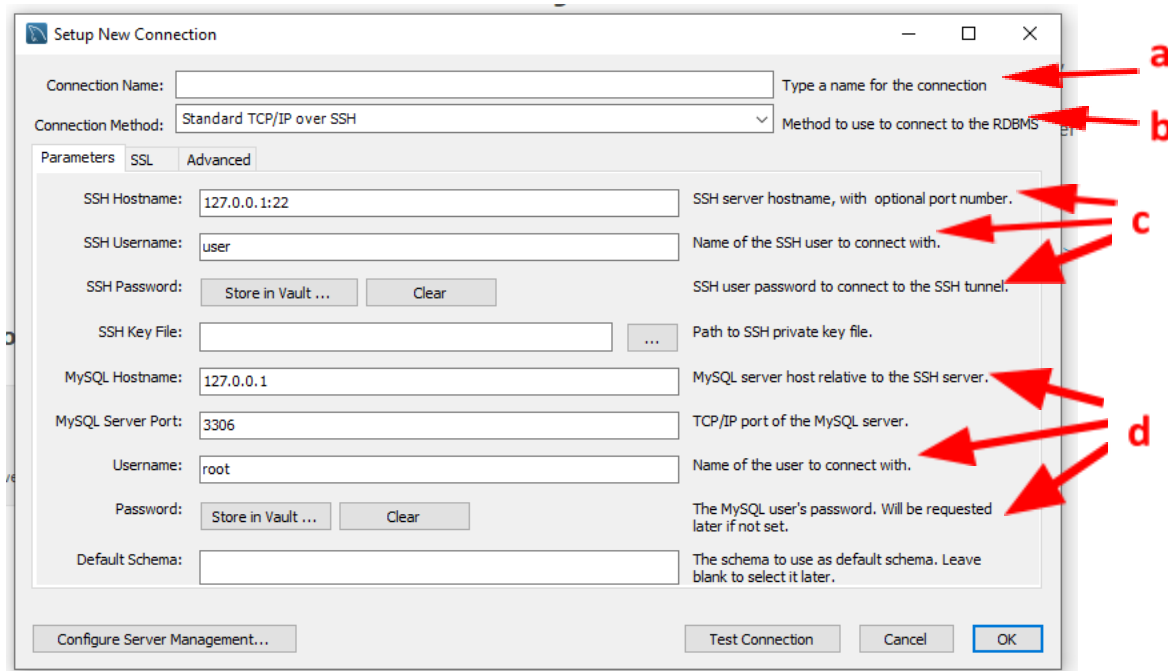 Setup New Connection
Connection Name: Type a name for the connection
Connection Method: Standard TCP/IP over SSH Method to use to connect to the RDBMS
Parameters SSL Advanced
SSH Hostname: 127.0.0.1:22 SSH server hostname, with optional port number.
SSH Username: user Name of the SSH user to connect with.
SSH Password: Store in Vault ... Clear SSH user password to connect to the SSH tunnel.
SSH Key File: ... Path to SSH private key file.
MySQL Hostname: 127.0.0.1 MySQL server host relative to the SSH server.
MySQL Server Port: 3306 TCP/IP port of the MySQL server.
Username: root Name of the user to connect with.
Password: Store in Vault ... Clear The MySQL user's password. Will be requested
later if not set.
Default Schema: The schema to use as default schema. Leave
blank to select it later.
Configure Server Management... Test Connection Cancel OK
a
b
c
d